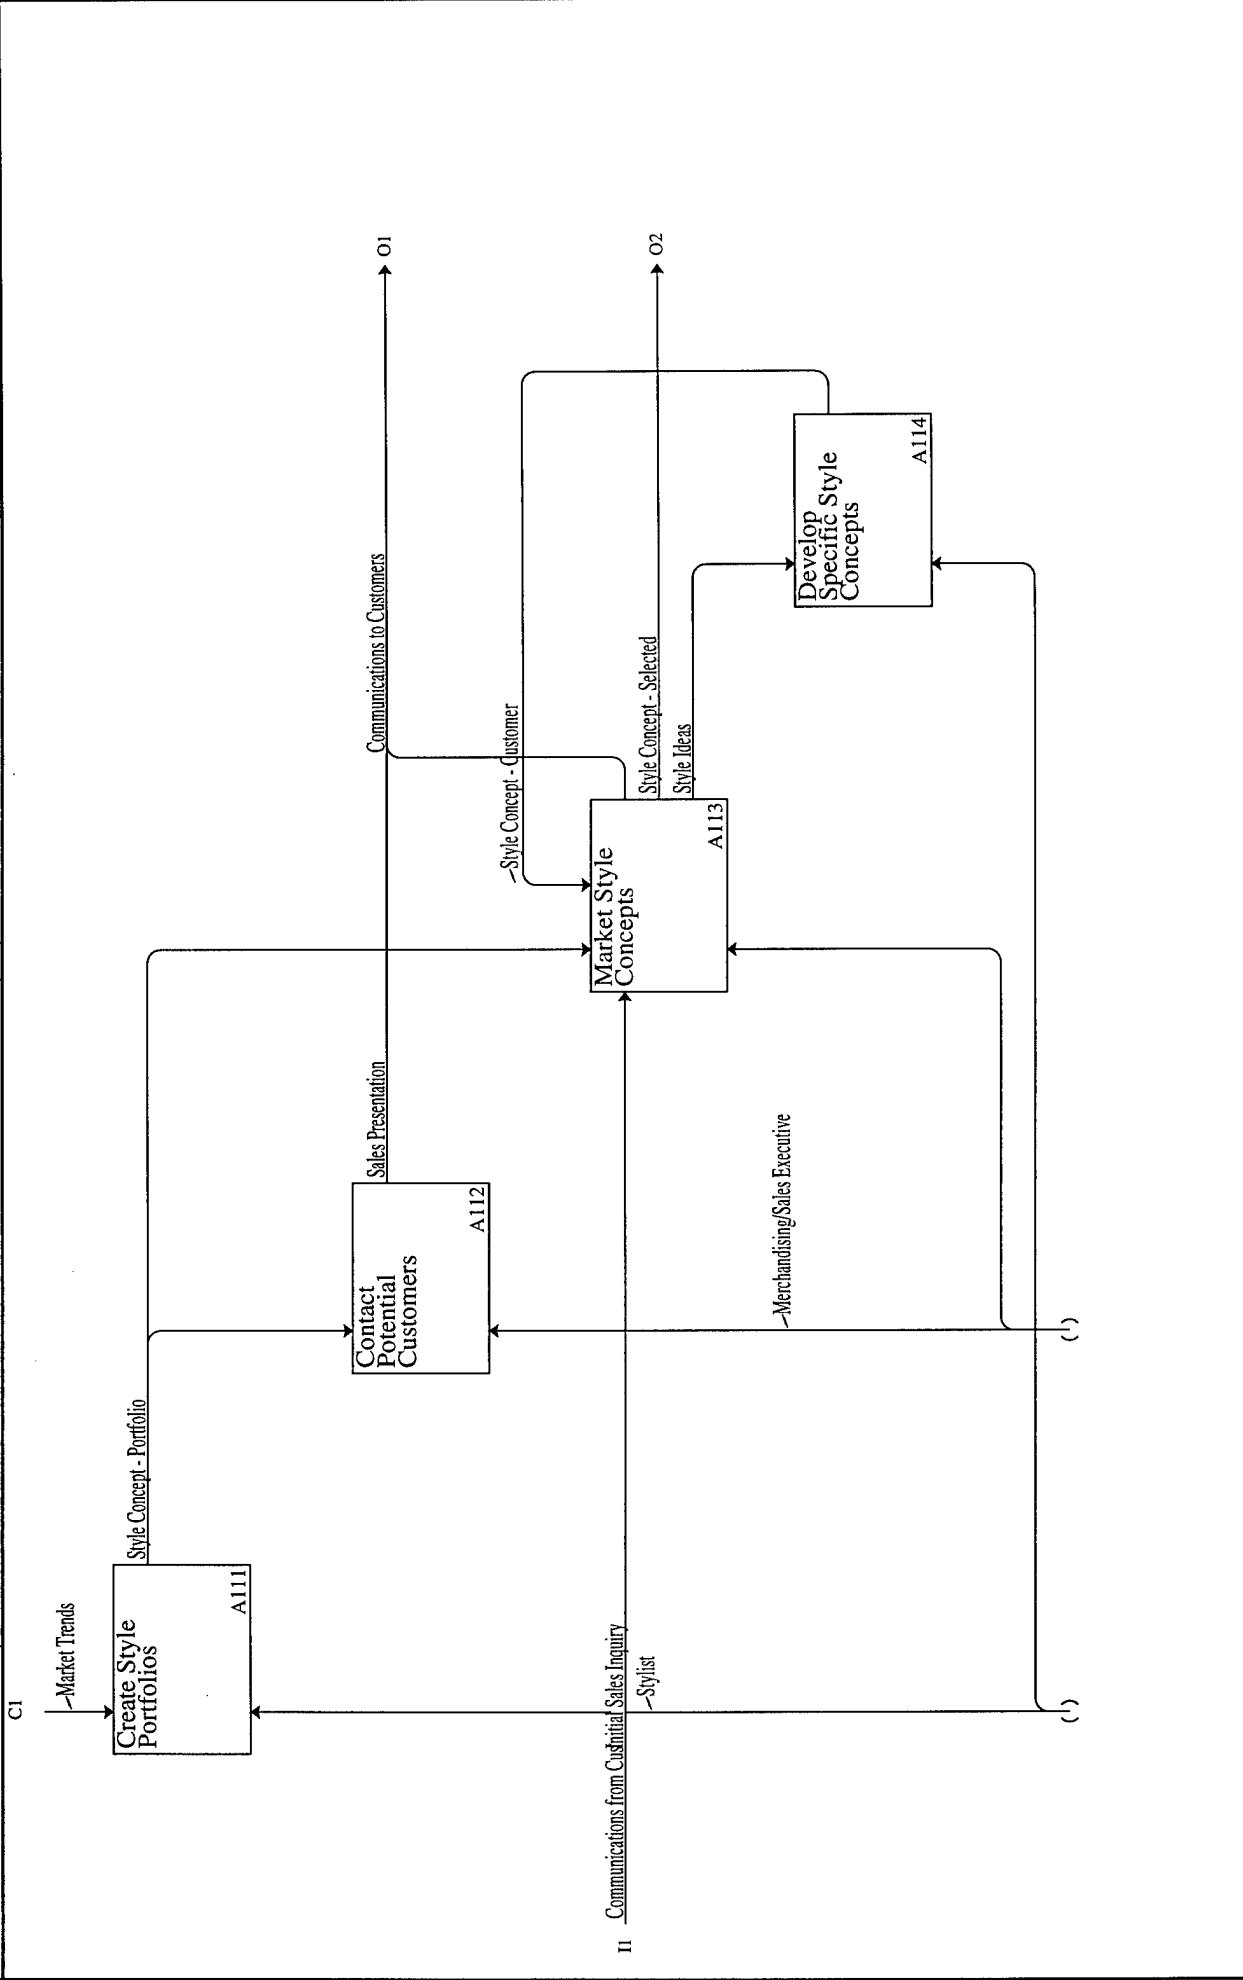 C1
Market Trends
Create Style
Portfolios
A111
Style Concept - Portfolio
Contact
Potential
Customers
A112
Sales Presentation
Communications to Customers
O1
Style Concept - Customer
I1
Communications from Cus
Initial Sales Inquiry
Stylist
Market Style
Concepts
A113
Style Concept - Selected
O2
Style Ideas
Merchandising/Sales Executive
Develop
Specific Style
Concepts
A114
( )
( )